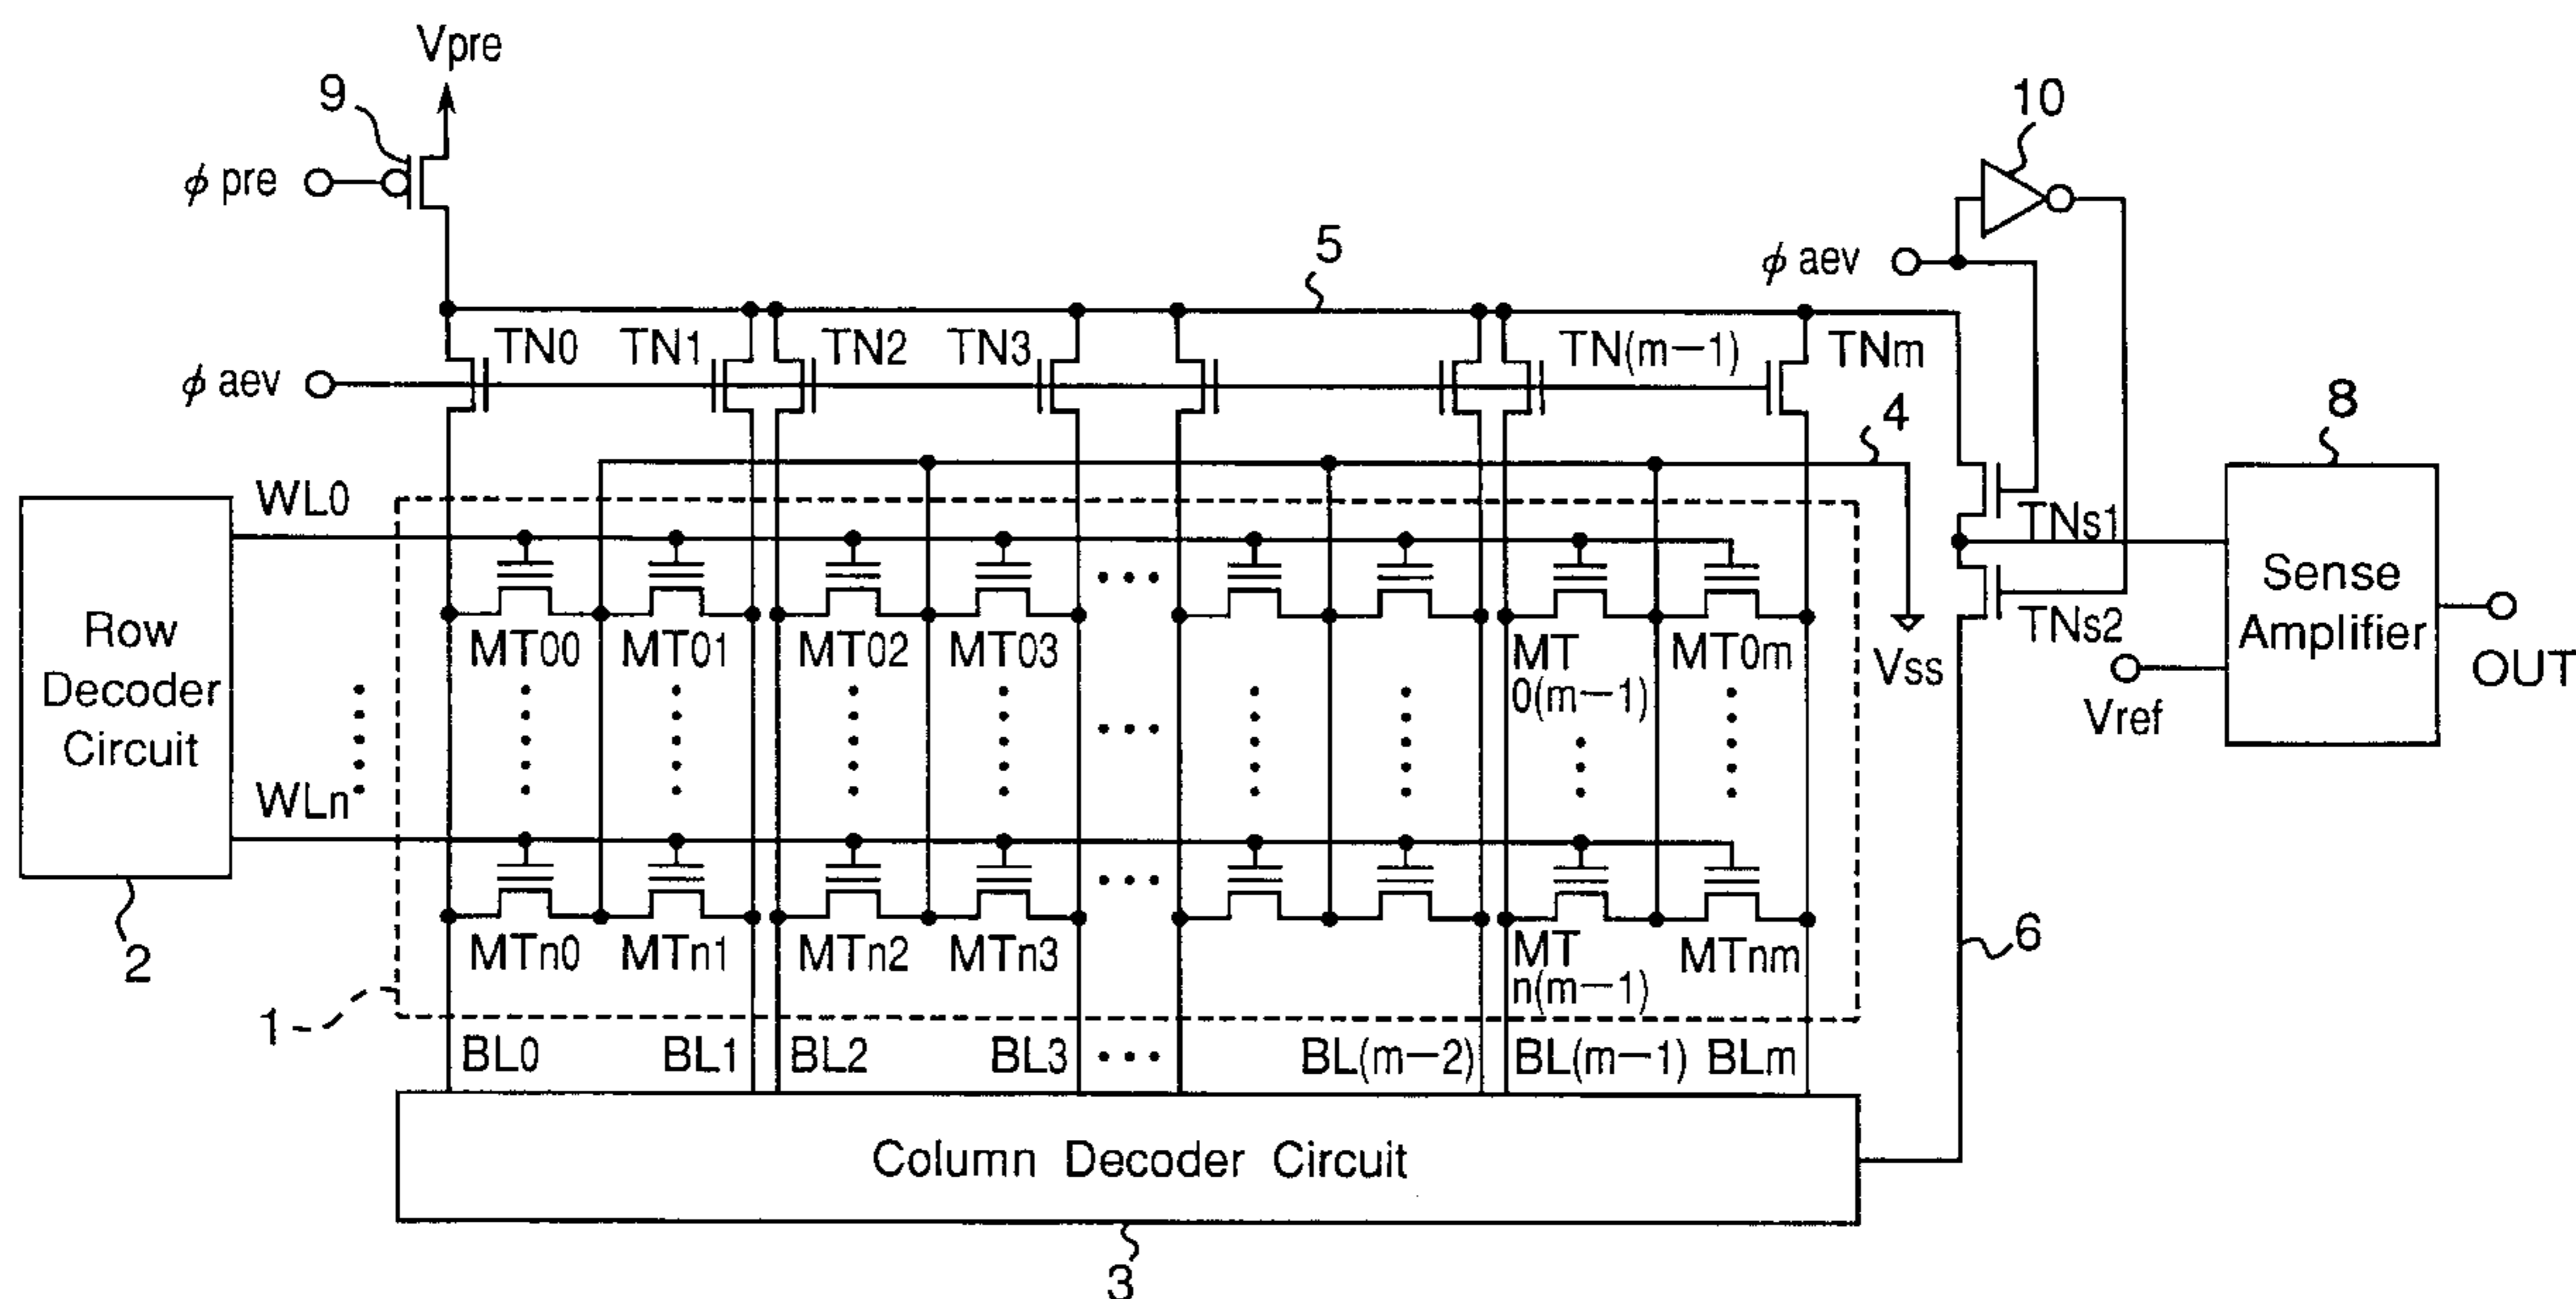 Vpre
9
10
φ pre
5
φ aev
TN0 TN1 TN2 TN3 TN(m−1) TNm
φ aev
4
8
WL0
TNs1
Row
Decoder
Circuit
Sense
Amplifier
MT00 MT01 MT02 MT03 MT
0(m−1) MT0m
Vss
TNs2
OUT
Vref
WLn
MTn0 MTn1 MTn2 MTn3 MT
n(m−1) MTnm
6
2
1
BL0 BL1 BL2 BL3 BL(m−2) BL(m−1) BLm
Column Decoder Circuit
3